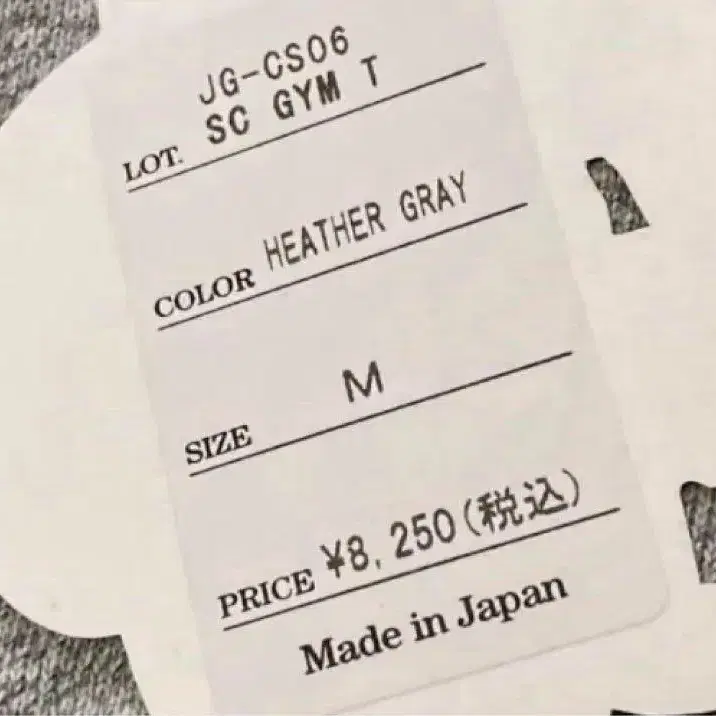 JG-CS06
LOT. SC GYM T
COLOR HEATHER GRAY
SIZE M
PRICE ¥8,250(税込)
Made in Japan